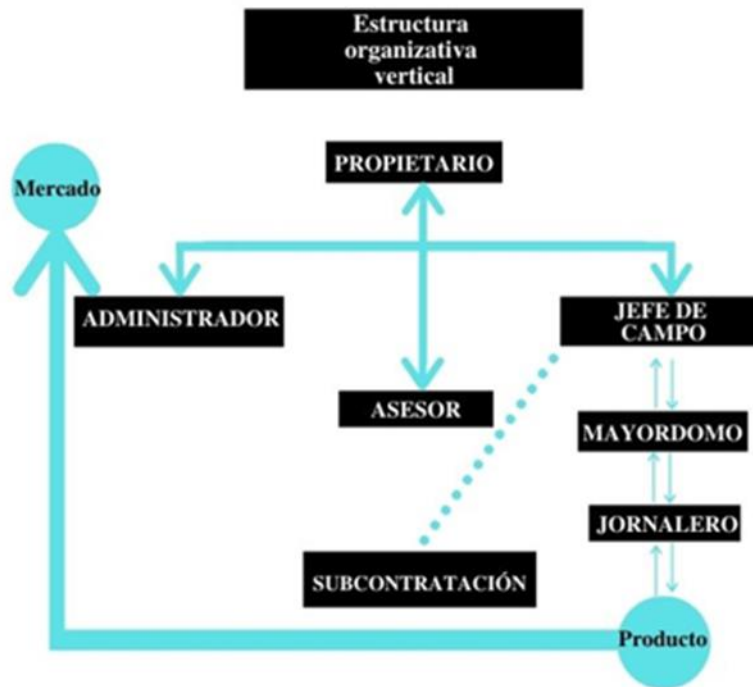 Estructura
organizativa
vertical
PROPIETARIO
Mercado
ADMINISTRADOR
JEFE DE
CAMPO
ASESOR
MAYORDOMO
JORNALERO
SUBCONTRATACIÓN
Producto